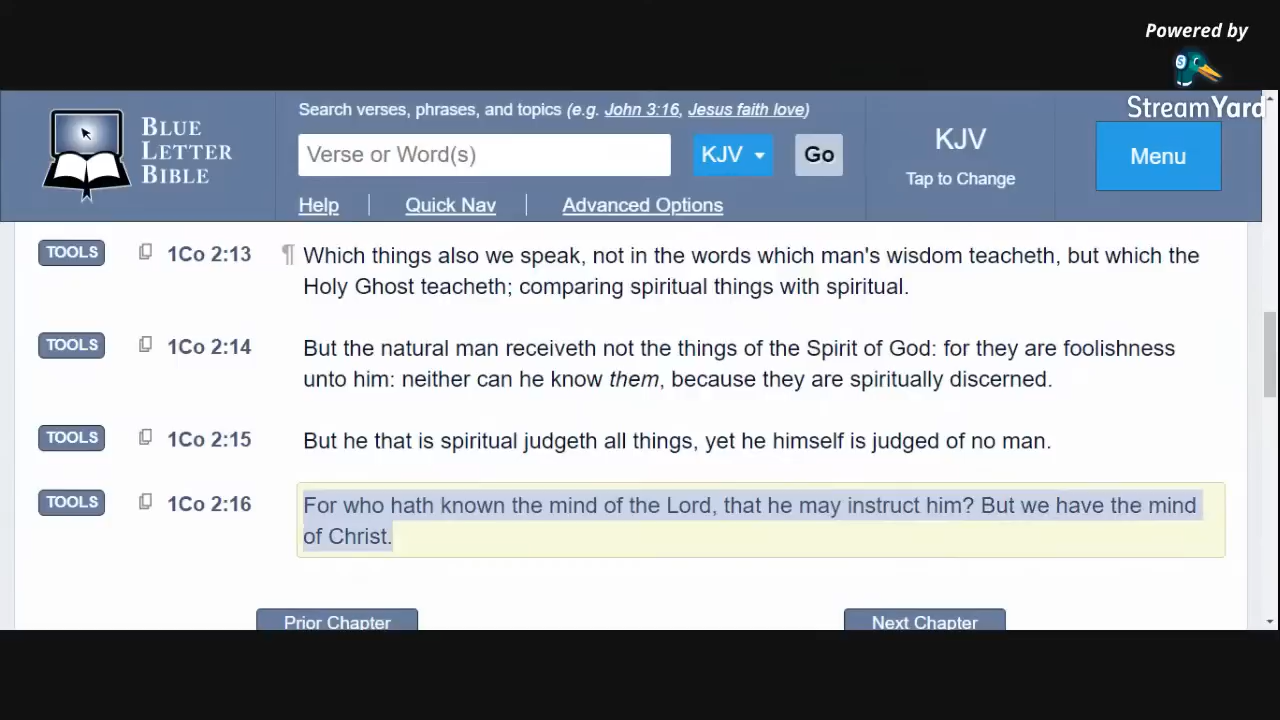 Powered by
StreamYard
BLUE
LETTER
BIBLE
Search verses, phrases, and topics (e.g. John 3:16, Jesus faith love)
Verse or Word(s)
KJV
Go
Help
Quick Nav
Advanced Options
KJV
Tap to Change
Menu
TOOLS 1Co 2:13 ¶ Which things also we speak, not in the words which man's wisdom teacheth, but which the
Holy Ghost teacheth; comparing spiritual things with spiritual.
TOOLS 1Co 2:14 But the natural man receiveth not the things of the Spirit of God: for they are foolishness
unto him: neither can he know them, because they are spiritually discerned.
TOOLS 1Co 2:15 But he that is spiritual judgeth all things, yet he himself is judged of no man.
TOOLS 1Co 2:16 For who hath known the mind of the Lord, that he may instruct him? But we have the mind
of Christ.
Prior Chapter
Next Chapter